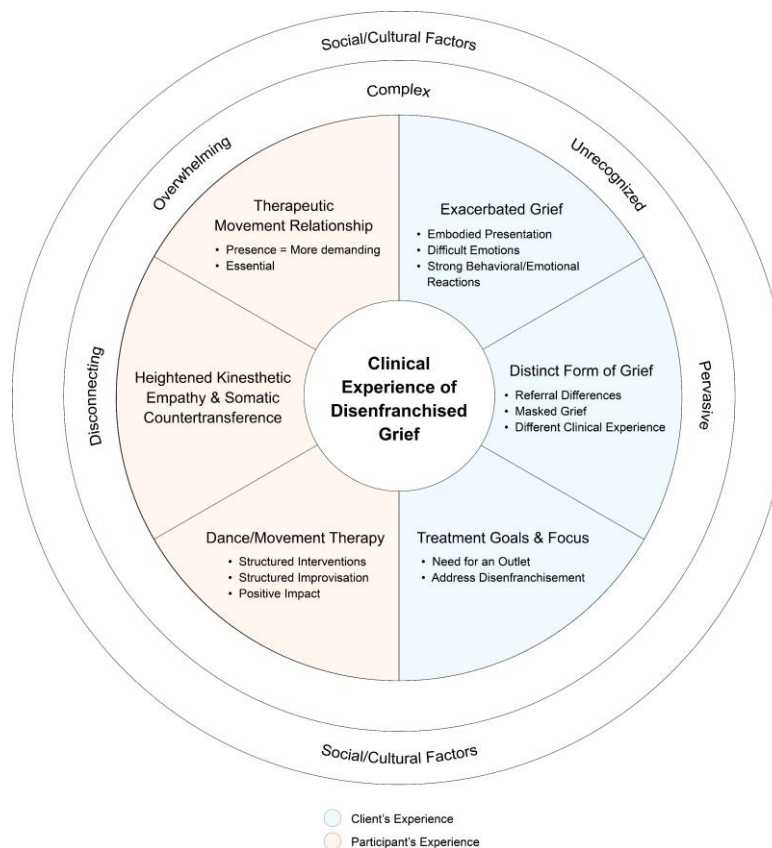 Social/Cultural Factors
Complex
Overwhelming
Unrecognized
Disconnecting
Pervasive
Therapeutic
Movement Relationship
• Presence = More demanding
• Essential
Exacerbated Grief
• Embodied Presentation
• Difficult Emotions
• Strong Behavioral/Emotional
Reactions
Heightened Kinesthetic
Empathy & Somatic
Countertransference
Clinical
Experience of
Disenfranchised
Grief
Distinct Form of Grief
• Referral Differences
• Masked Grief
• Different Clinical Experience
Dance/Movement Therapy
• Structured Interventions
• Structured Improvisation
• Positive Impact
Treatment Goals & Focus
• Need for an Outlet
• Address Disenfranchisement
Social/Cultural Factors
Client's Experience
Participant's Experience